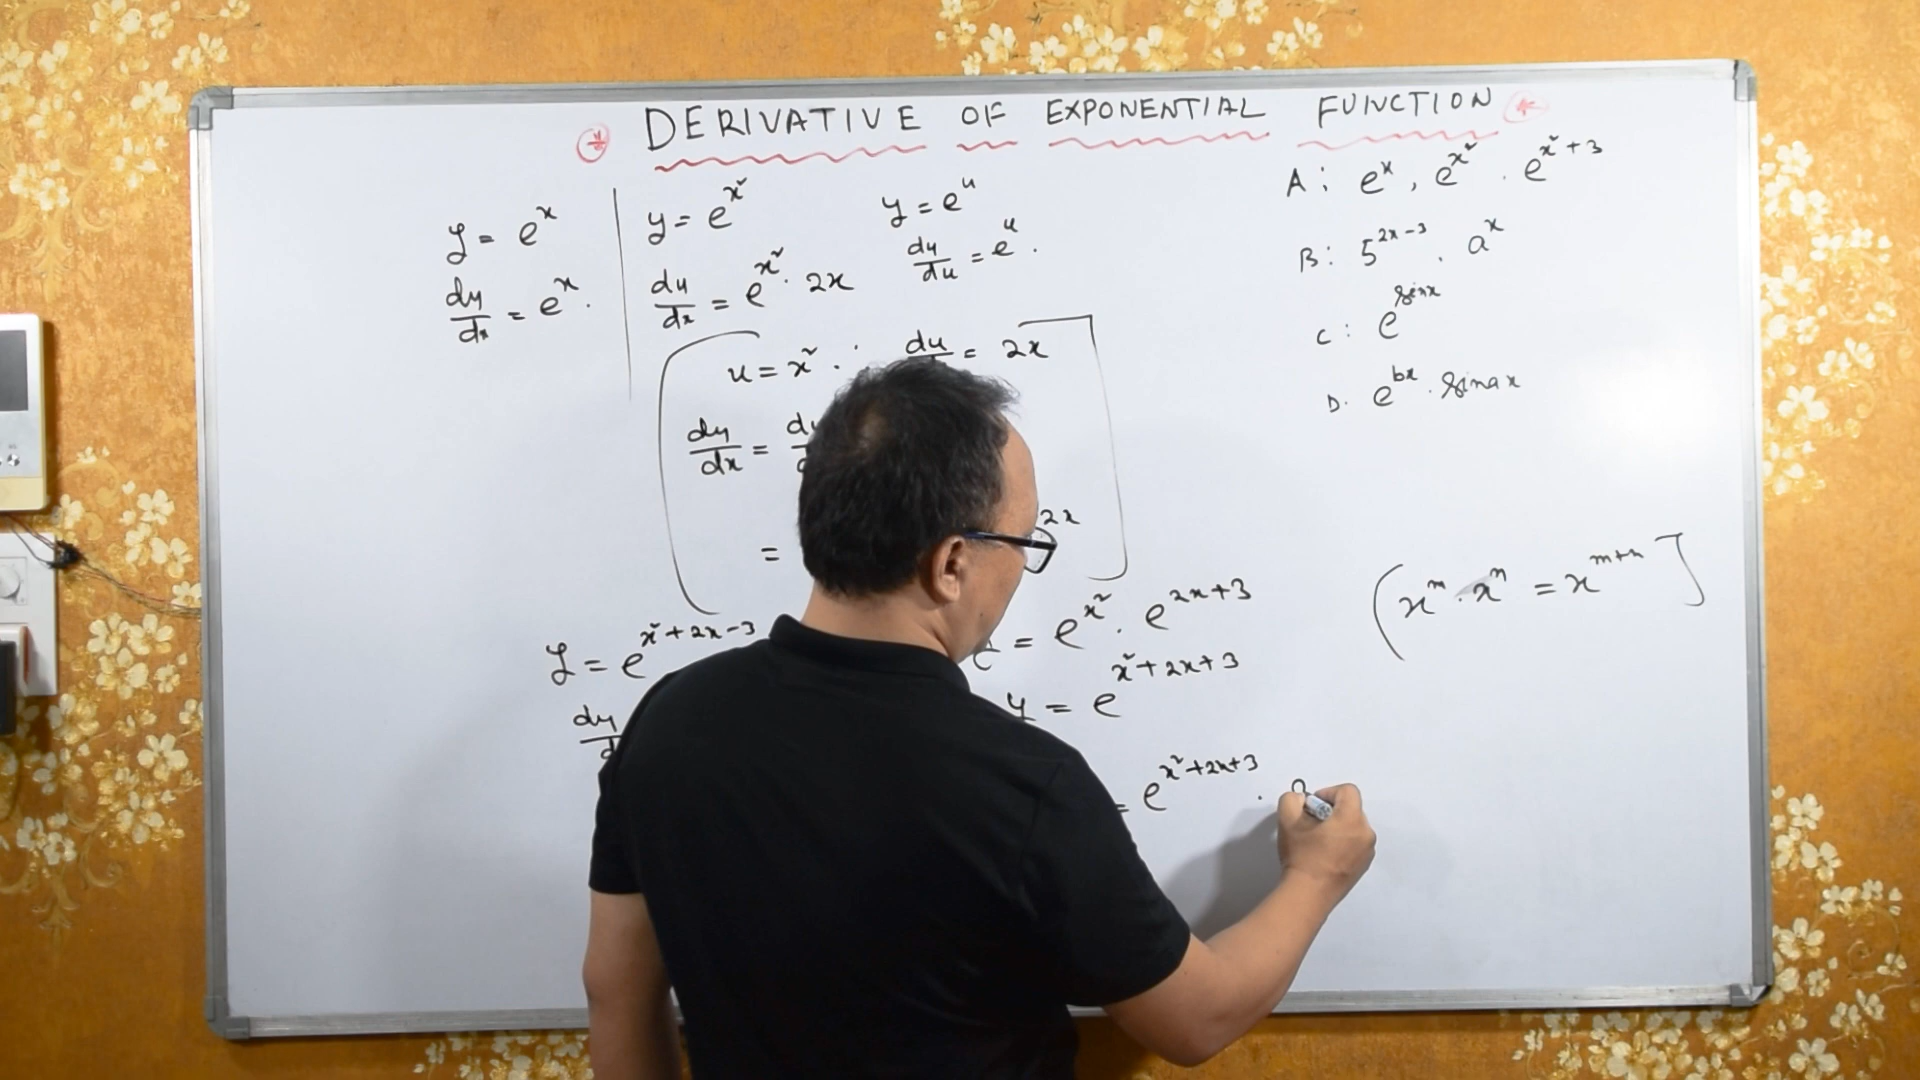 * DERIVATIVE OF EXPONENTIAL FUNCTION *
y = e^x
dy/dx = e^x .
y = e^{x²}
dy/dx = e^{x²} . 2x
y = e^u
dy/du = e^u .
u = x² . . du = 2x
dy/dx =
= 2x
y = e^{x²+2x-3}
dy
= e^{x²} . e^{2x+3}
y = e^{x²+2x+3}
= e^{x²+2x+3} .
A : e^x , e^{x²} . e^{x²+3}
B : 5^{2x-3} . a^x
C : e^{sinx}
D . e^{bx} . sinax
( x^m . x^n = x^{m+n} ]